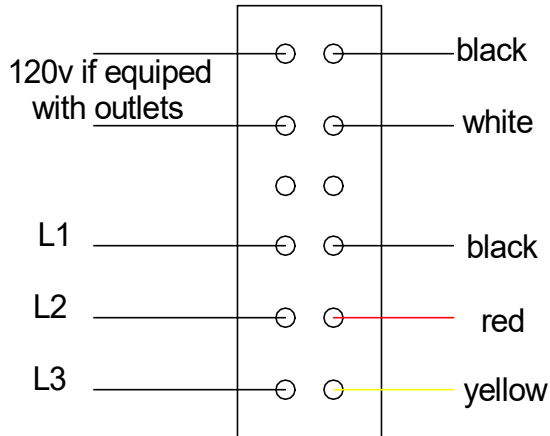 120v if equiped
with outlets
black
white
L1
black
L2
red
L3
yellow